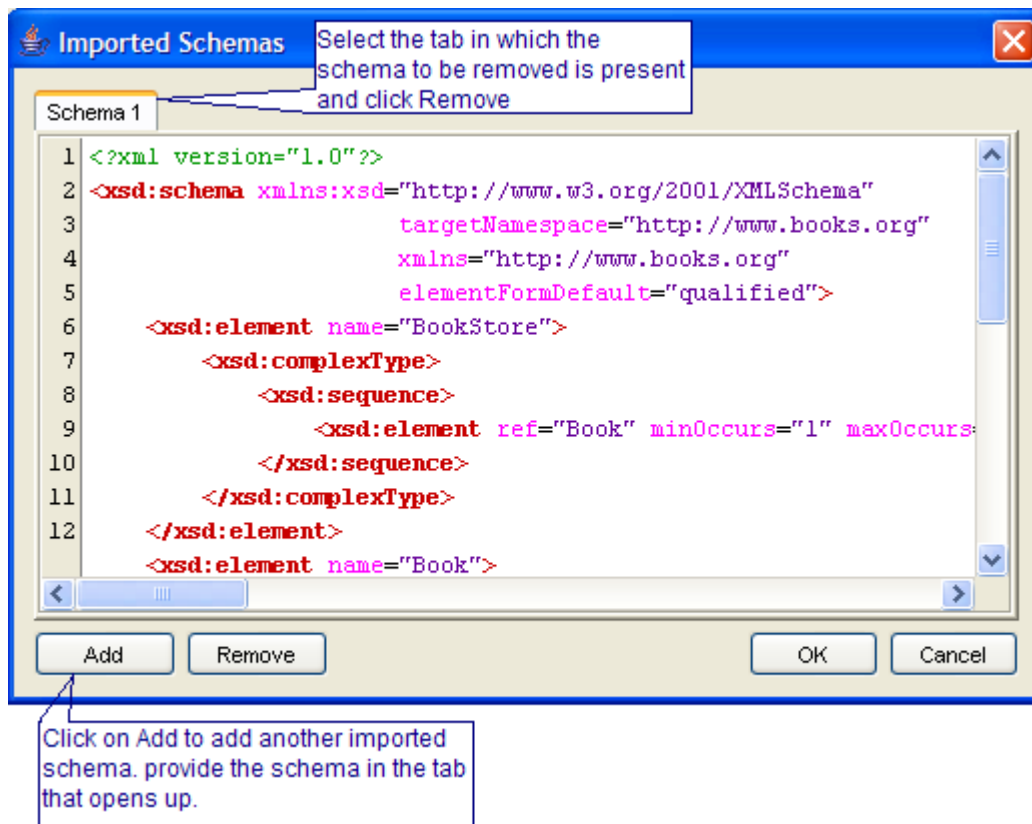 Imported Schemas
Select the tab in which the
schema to be removed is present
and click Remove
Schema 1
1 <?xml version="1.0"?>
2 <xsd:schema xmlns:xsd="http://www.w3.org/2001/XMLSchema"
3 targetNamespace="http://www.books.org"
4 xmlns="http://www.books.org"
5 elementFormDefault="qualified">
6 <xsd:element name="BookStore">
7 <xsd:complexType>
8 <xsd:sequence>
9 <xsd:element ref="Book" minOccurs="1" maxOccurs=
10 </xsd:sequence>
11 </xsd:complexType>
12 </xsd:element>
<xsd:element name="Book">
Add Remove OK Cancel
Click on Add to add another imported
schema. provide the schema in the tab
that opens up.